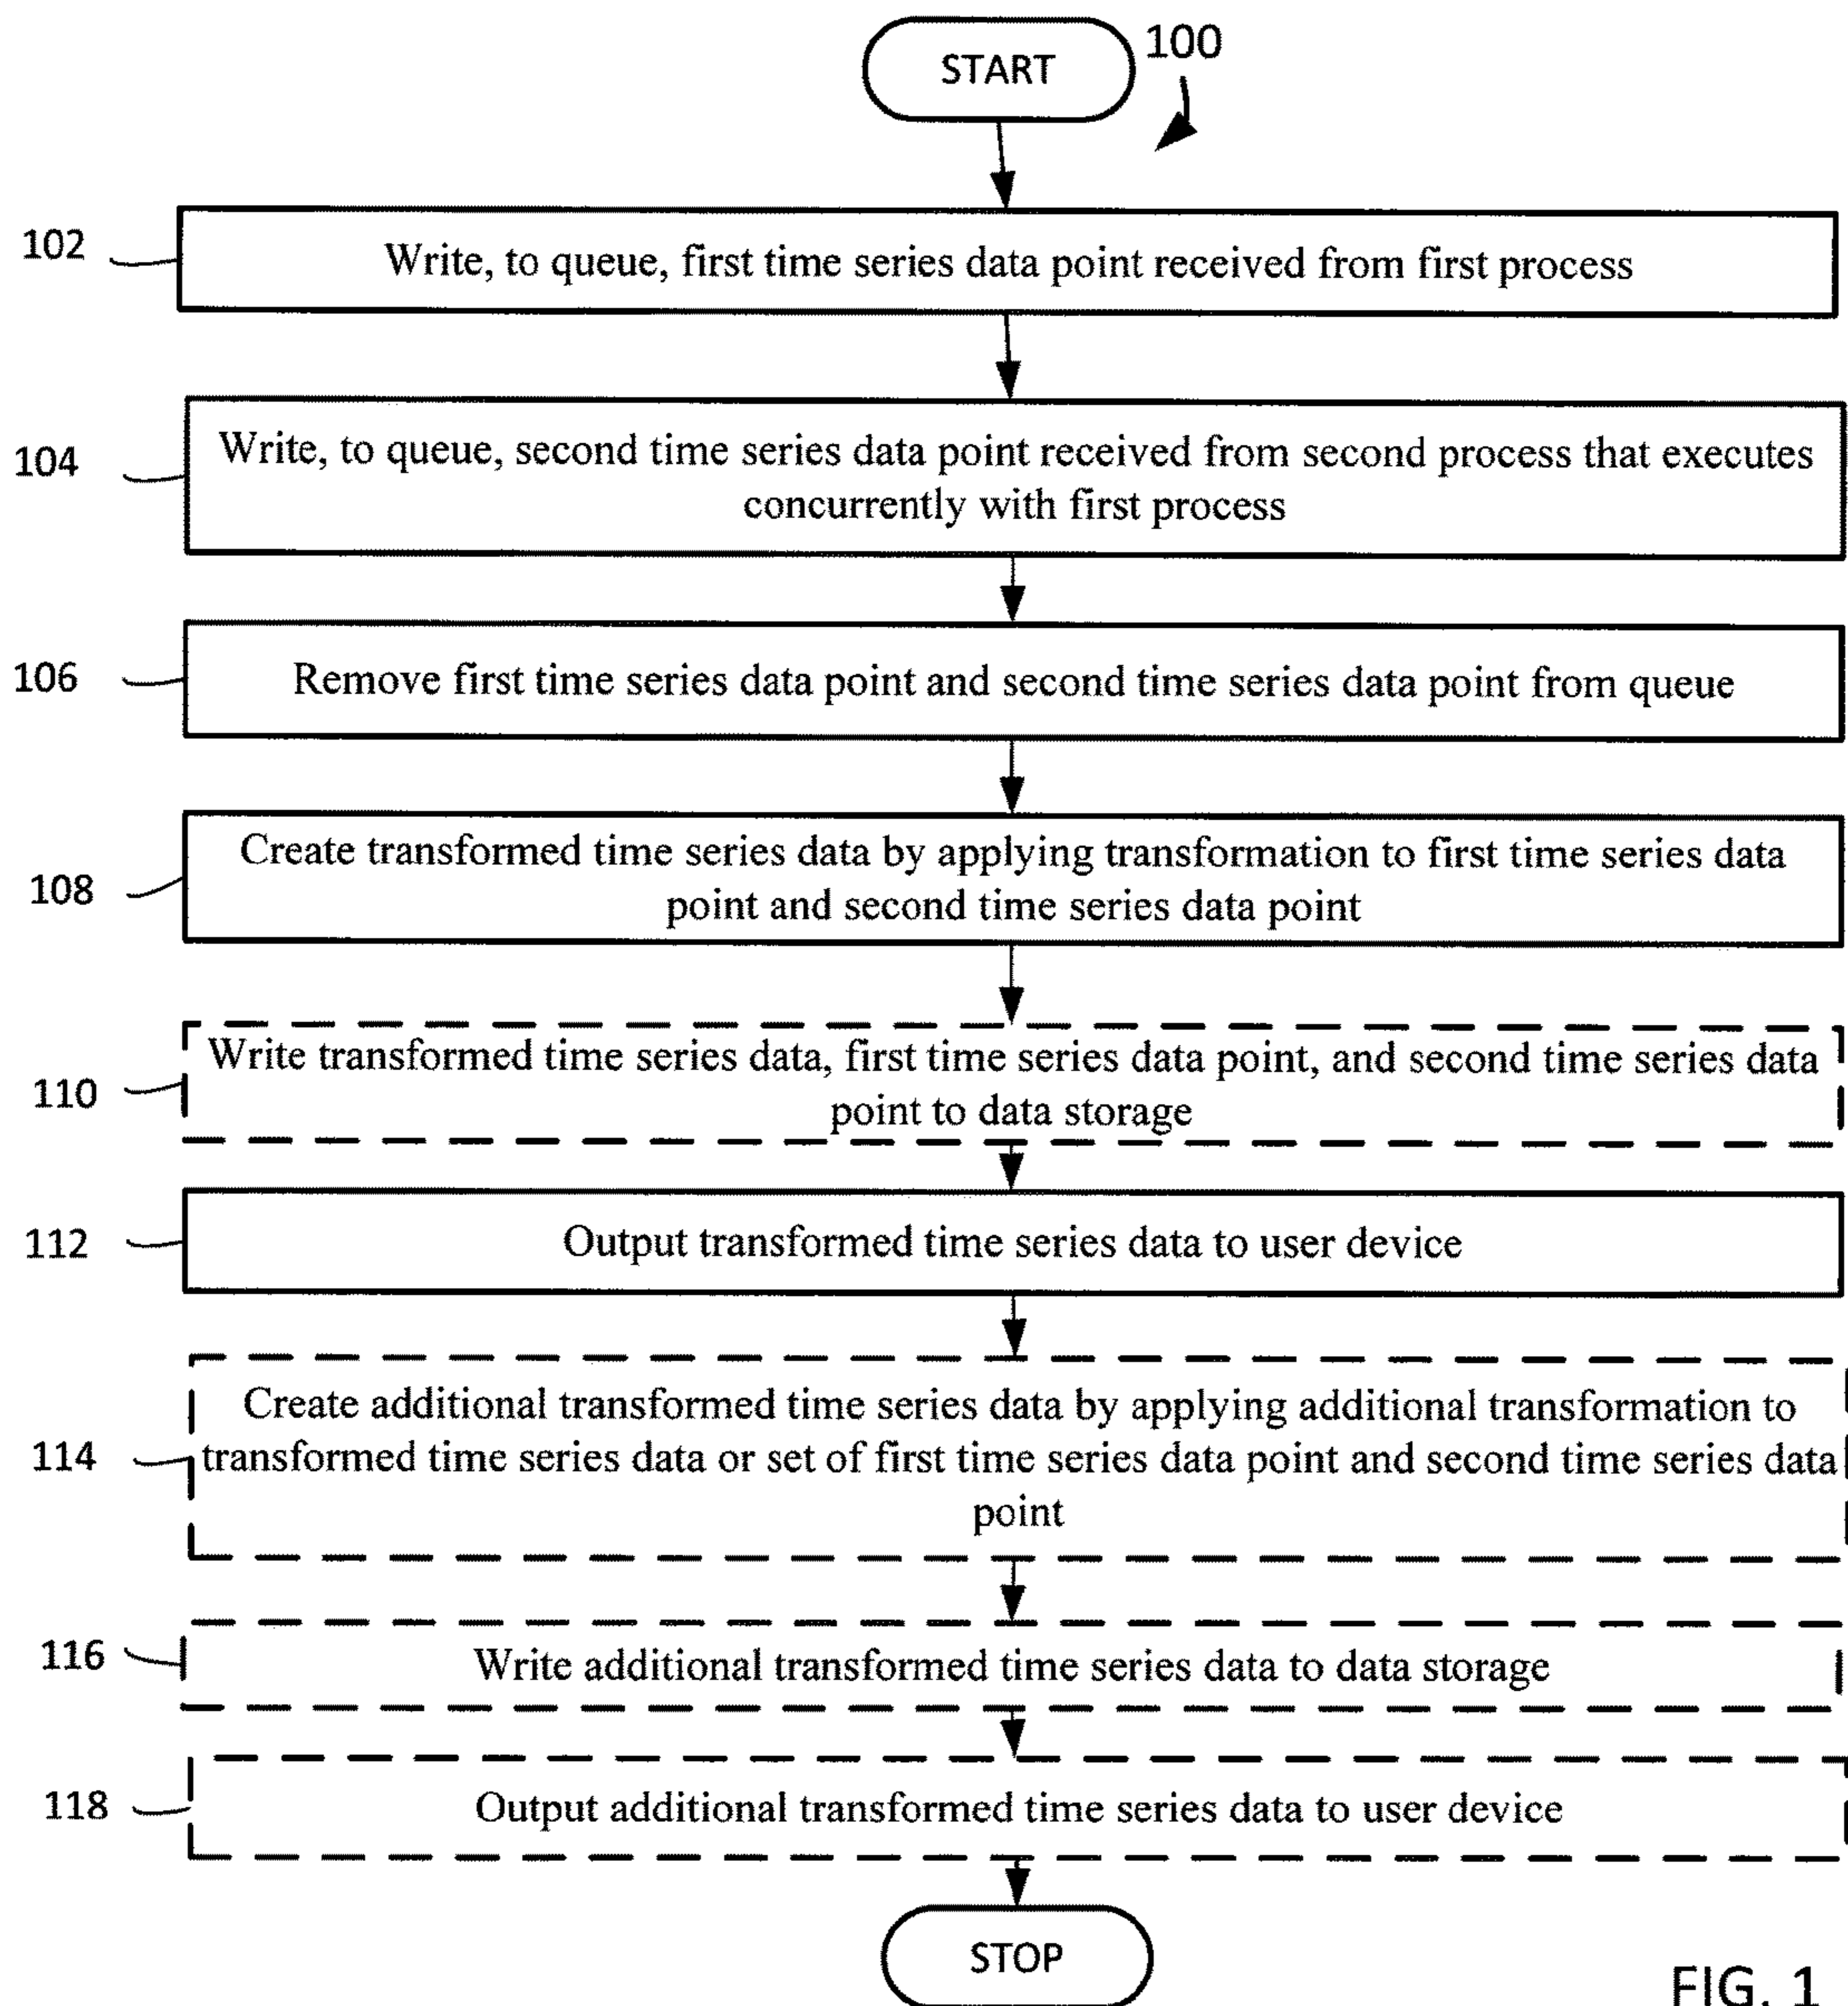 START
100
102
Write, to queue, first time series data point received from first process
104
Write, to queue, second time series data point received from second process that executes
concurrently with first process
106
Remove first time series data point and second time series data point from queue
108
Create transformed time series data by applying transformation to first time series data
point and second time series data point
110
Write transformed time series data, first time series data point, and second time series data
point to data storage
112
Output transformed time series data to user device
114
Create additional transformed time series data by applying additional transformation to
transformed time series data or set of first time series data point and second time series data
point
116
Write additional transformed time series data to data storage
118
Output additional transformed time series data to user device
STOP
FIG. 1